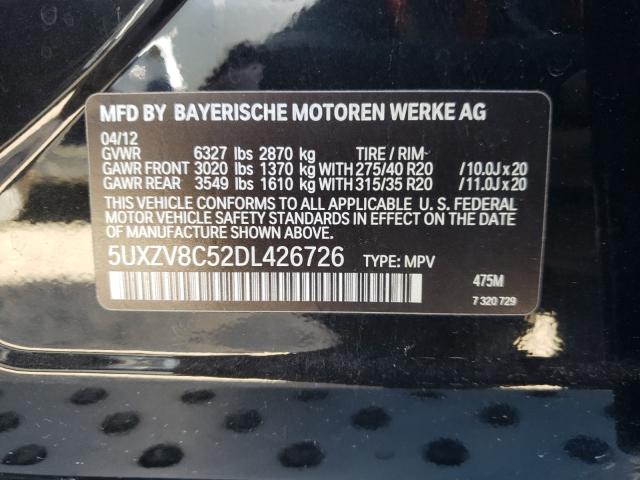 MFD BY BAYERISCHE MOTOREN WERKE AG
04/12
GVWR 6327 lbs 2870 kg TIRE / RIM-
GAWR FRONT 3020 lbs 1370 kg WITH 275/40 R20 /10.0J x 20
GAWR REAR 3549 lbs 1610 kg WITH 315/35 R20 /11.0J x 20
THIS VEHICLE CONFORMS TO ALL APPLICABLE U. S. FEDERAL
MOTOR VEHICLE SAFETY STANDARDS IN EFFECT ON THE DATE
OF MANUFACTURE SHOWN ABOVE.
5UXZV8C52DL426726 TYPE: MPV
475M
7 320 729